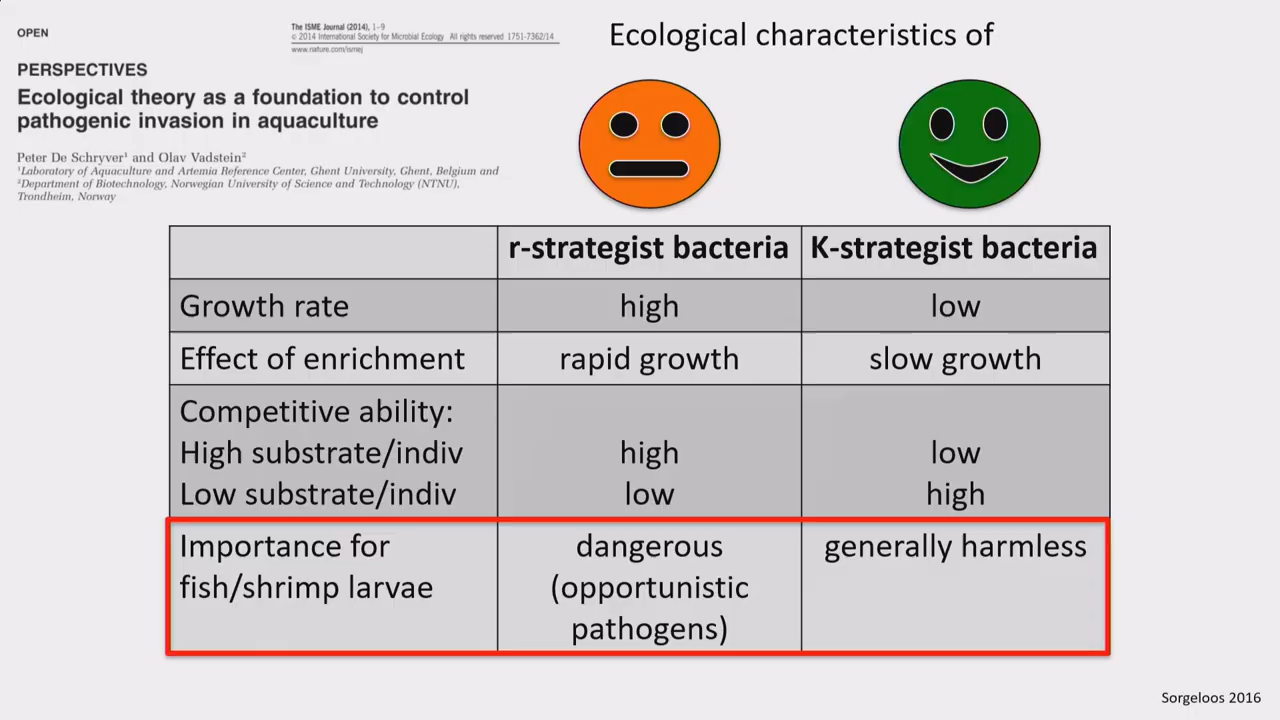 OPEN
The ISME Journal (2014), 1–9
© 2014 International Society for Microbial Ecology All rights reserved 1751-7362/14
www.nature.com/ismej
PERSPECTIVES
Ecological theory as a foundation to control
pathogenic invasion in aquaculture
Peter De Schryver¹ and Olav Vadstein²
¹Laboratory of Aquaculture and Artemia Reference Center, Ghent University, Ghent, Belgium and
²Department of Biotechnology, Norwegian University of Science and Technology (NTNU),
Trondheim, Norway
Ecological characteristics of
r-strategist bacteria K-strategist bacteria
Growth rate high low
Effect of enrichment rapid growth slow growth
Competitive ability:
High substrate/indiv high low
Low substrate/indiv low high
Importance for dangerous generally harmless
fish/shrimp larvae (opportunistic
pathogens)
Sorgeloos 2016